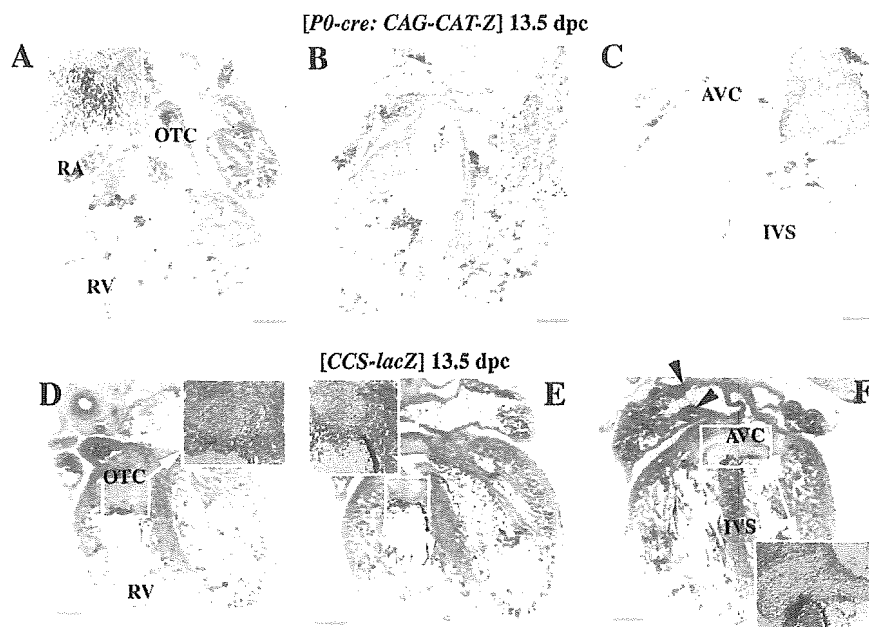 [P0-cre: CAG-CAT-Z] 13.5 dpc
A
B
C
OTC
RA
RV
AVC
IVS
[CCS-lacZ] 13.5 dpc
D
E
F
OTC
RV
AVC
IVS